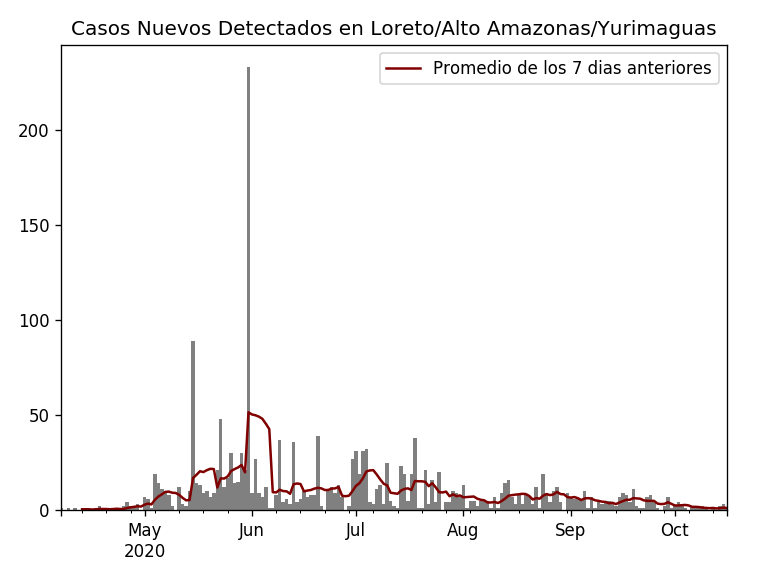 Casos Nuevos Detectados en Loreto/Alto Amazonas/Yurimaguas
Promedio de los 7 dias anteriores
200
150
100
50
0
May Jun Jul Aug Sep Oct
2020